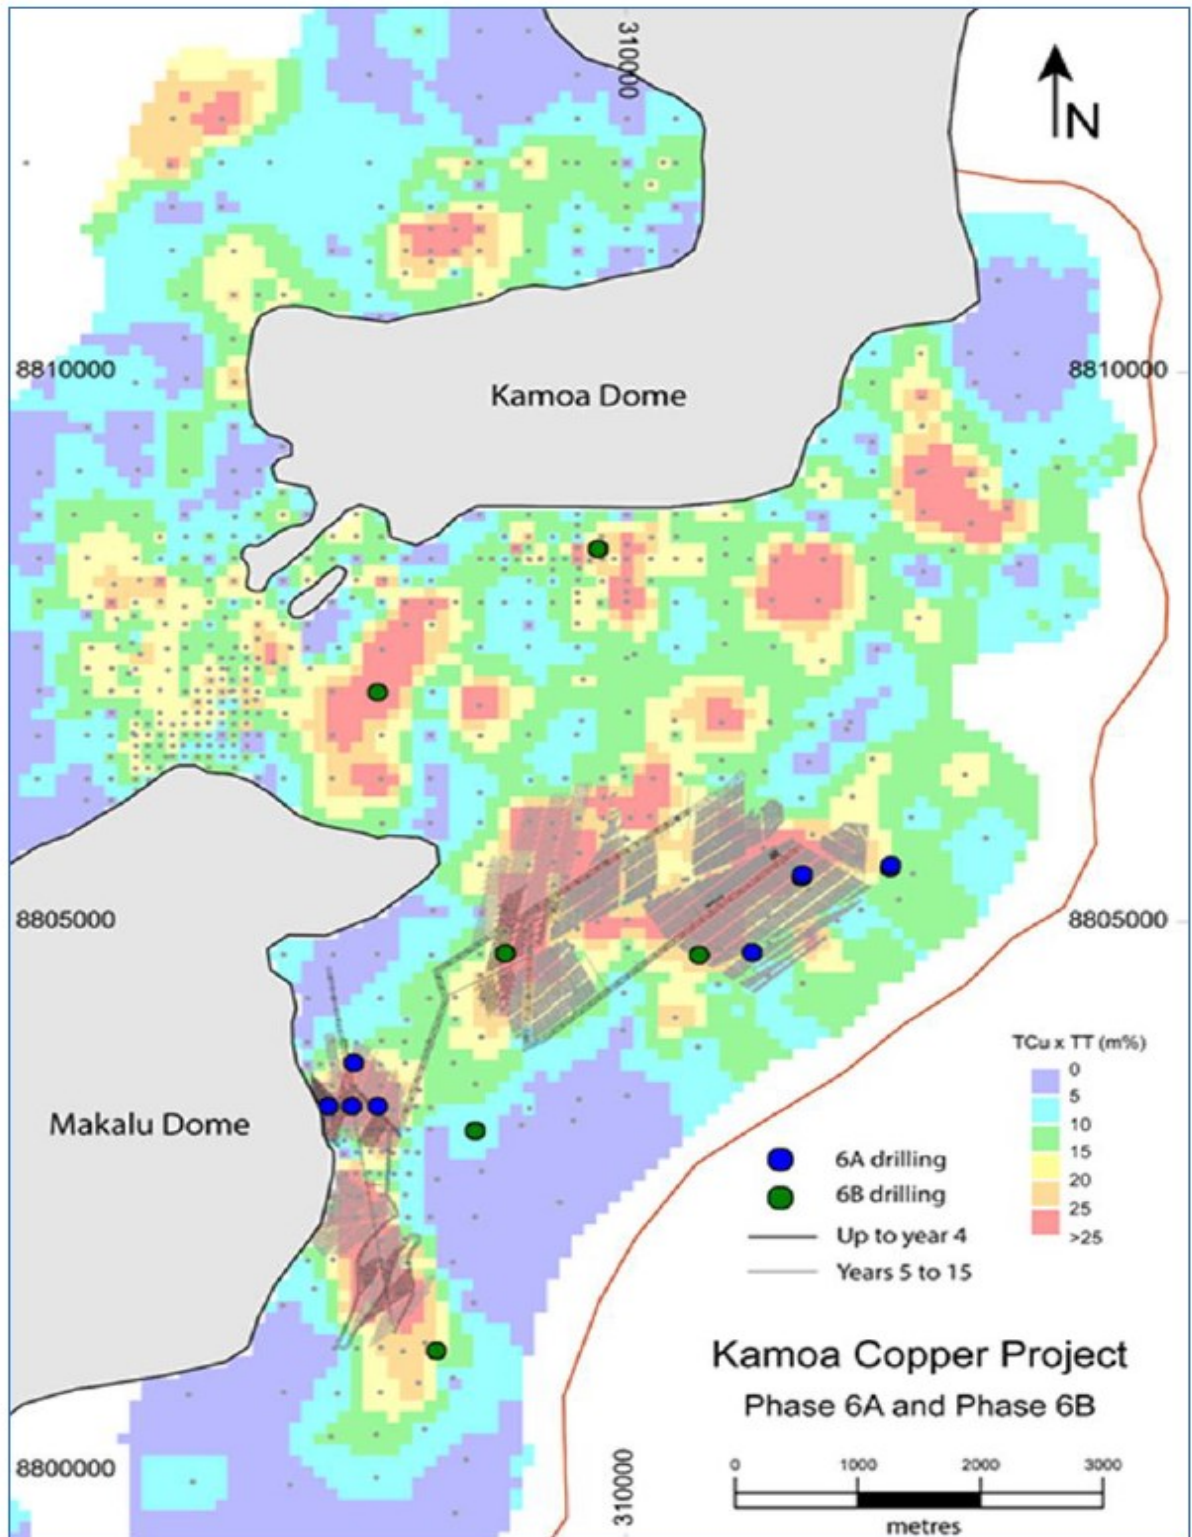 310000
N
8810000
8810000
Kamoa Dome
8805000
8805000
TCu x TT (m%)
0
5
10
15
20
25
>25
Makalu Dome
6A drilling
6B drilling
Up to year 4
Years 5 to 15
Kamoa Copper Project
Phase 6A and Phase 6B
8800000
310000
0 1000 2000 3000
metres